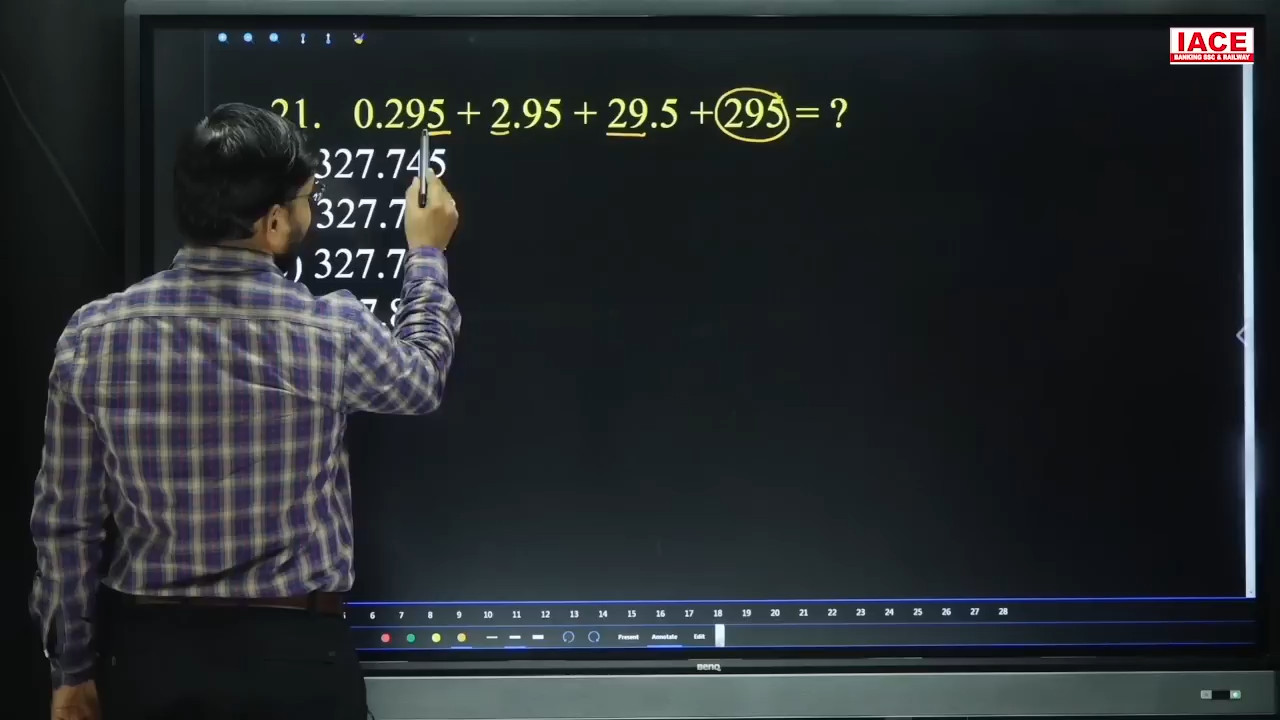 IACE
BANKING SSC & RAILWAY
21. 0.295 + 2.95 + 29.5 + 295 = ?
327.745
327.7
) 327.7
7.8
6 7 8 9 10 11 12 13 14 15 16 17 18 19 20 21 22 23 24 25 26 27 28
Present Annotate Edit
BenQ